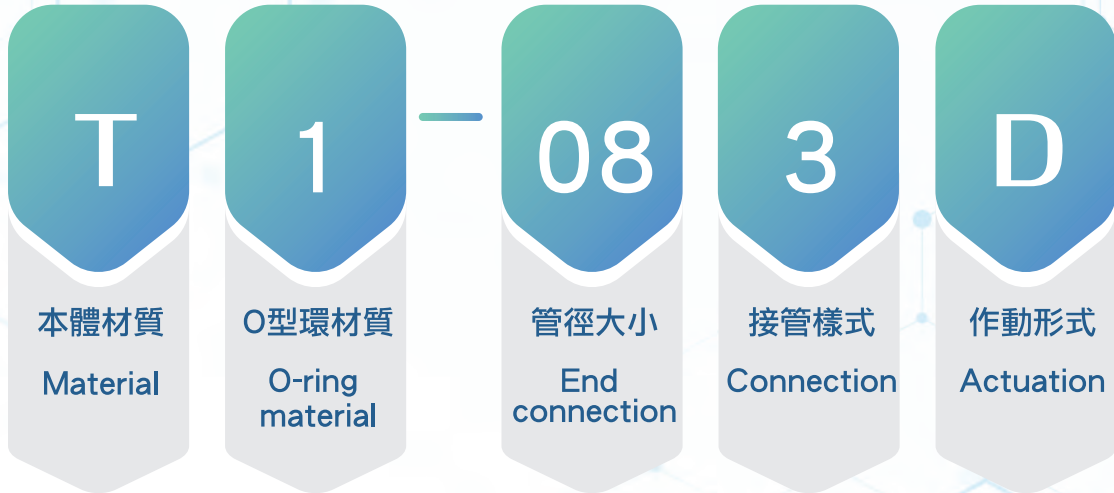 T
1
—
08
3
D
本體材質
Material
O型環材質
O-ring
material
管徑大小
End
connection
接管樣式
Connection
作動形式
Actuation